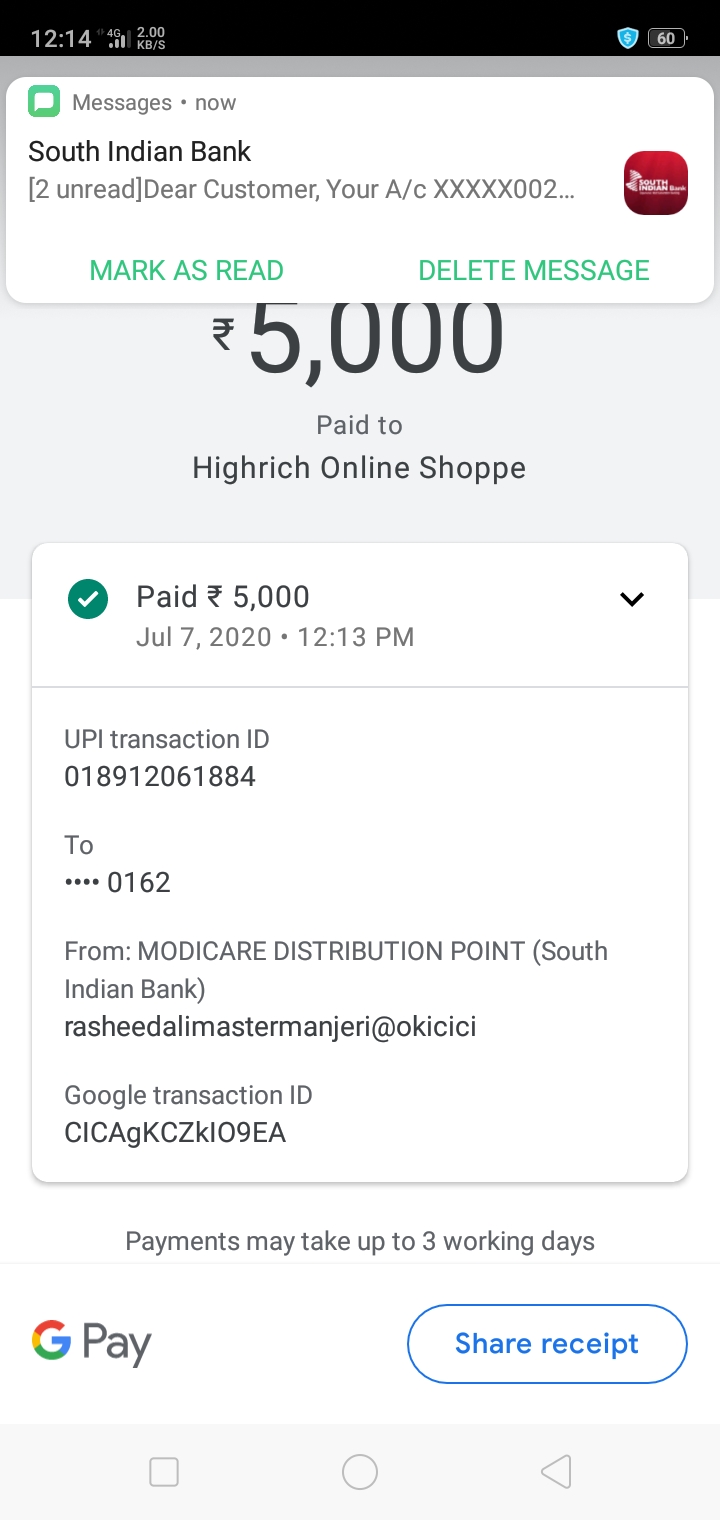 12:14 4G 2.00 KB/S 60
Messages • now
South Indian Bank
[2 unread]Dear Customer, Your A/c XXXXX002...
SOUTH INDIAN Bank
MARK AS READ DELETE MESSAGE
₹5,000
Paid to
Highrich Online Shoppe
Paid ₹ 5,000
Jul 7, 2020 • 12:13 PM
UPI transaction ID
018912061884
To
•••• 0162
From: MODICARE DISTRIBUTION POINT (South
Indian Bank)
rasheedalimastermanjeri@okicici
Google transaction ID
CICAgKCZkIO9EA
Payments may take up to 3 working days
G Pay Share receipt